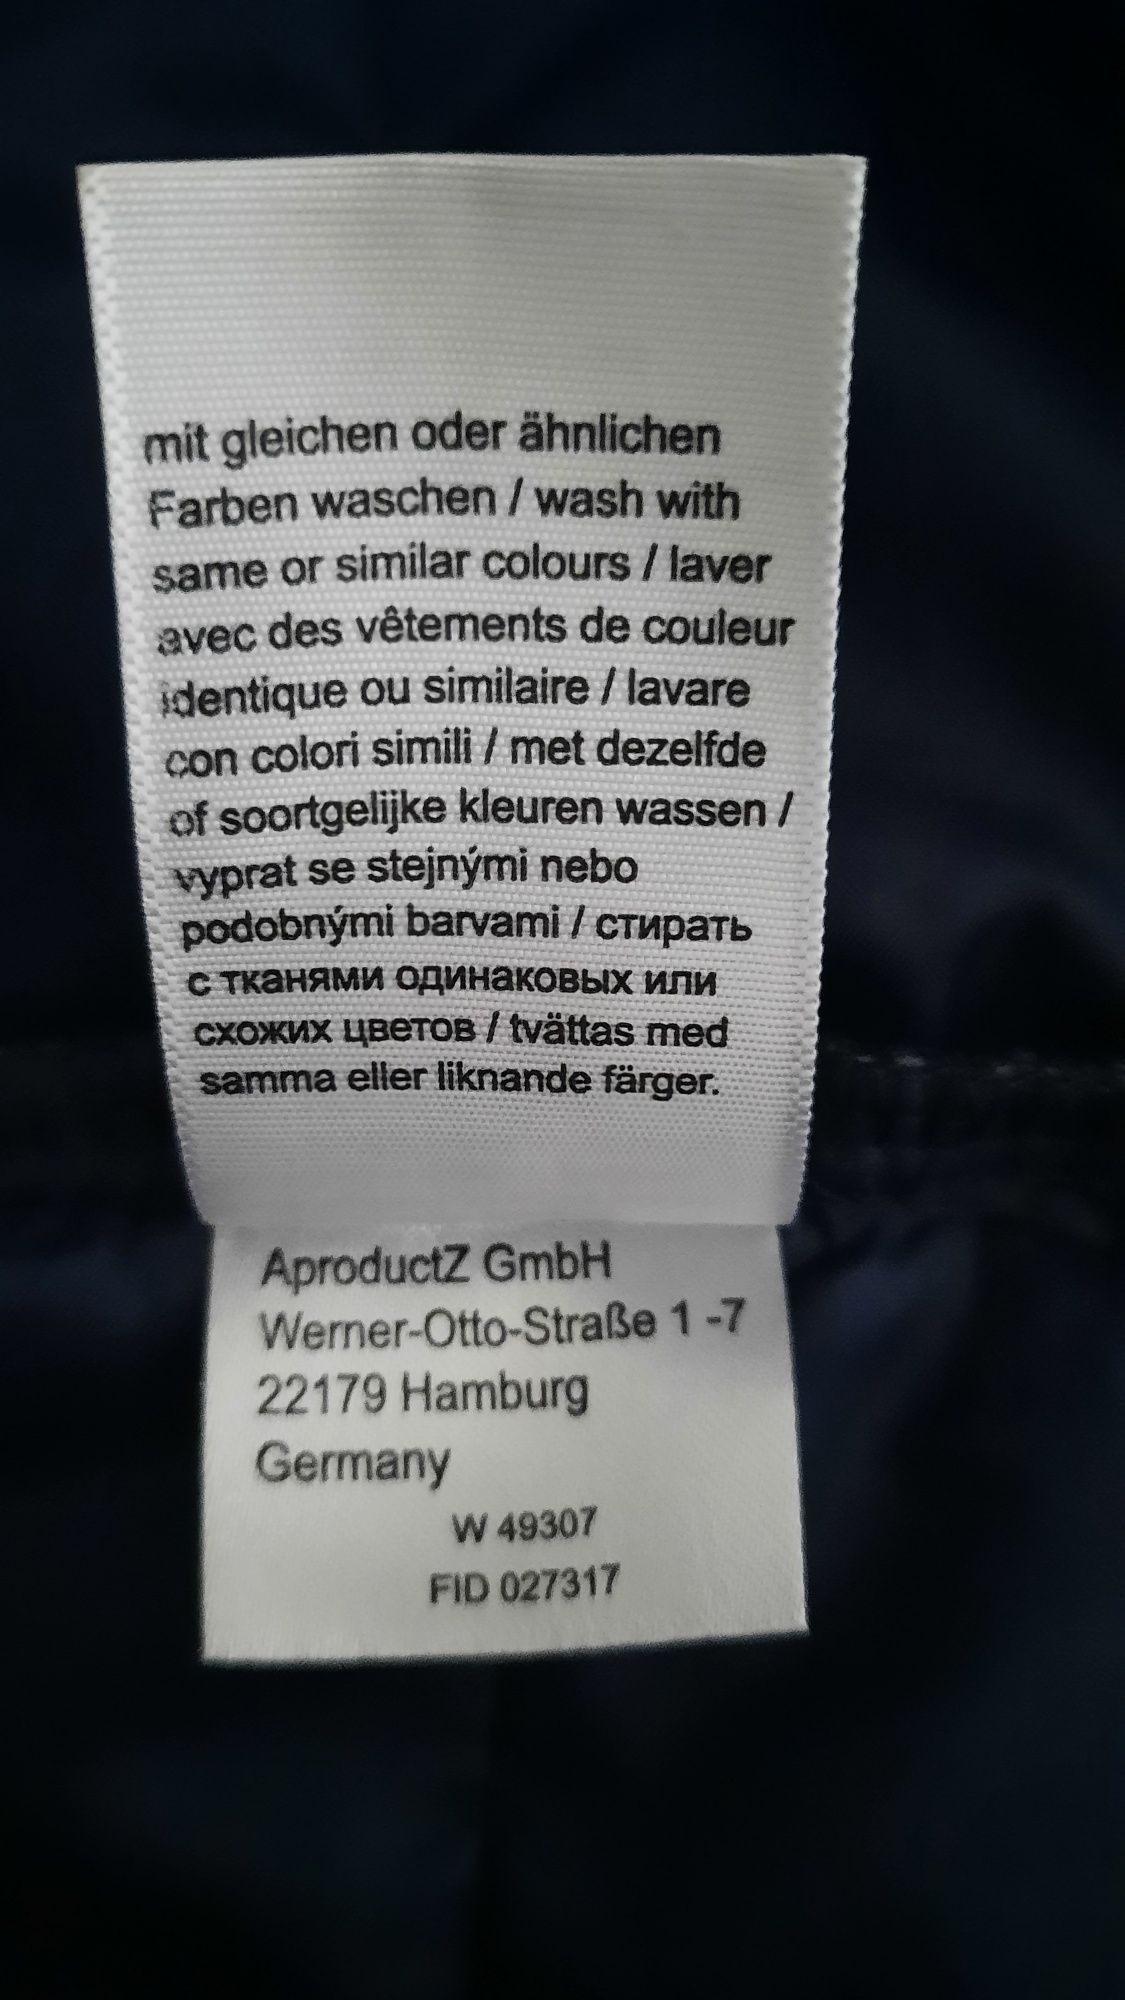 mit gleichen oder ähnlichen
Farben waschen / wash with
same or similar colours / laver
avec des vêtements de couleur
identique ou similaire / lavare
con colori simili / met dezelfde
of soortgelijke kleuren wassen /
vyprat se stejnými nebo
podobnými barvami / стирать
с тканями одинаковых или
схожих цветов / tvättas med
samma eller liknande färger.
AproductZ GmbH
Werner-Otto-Straße 1 -7
22179 Hamburg
Germany
W 49307
FID 027317